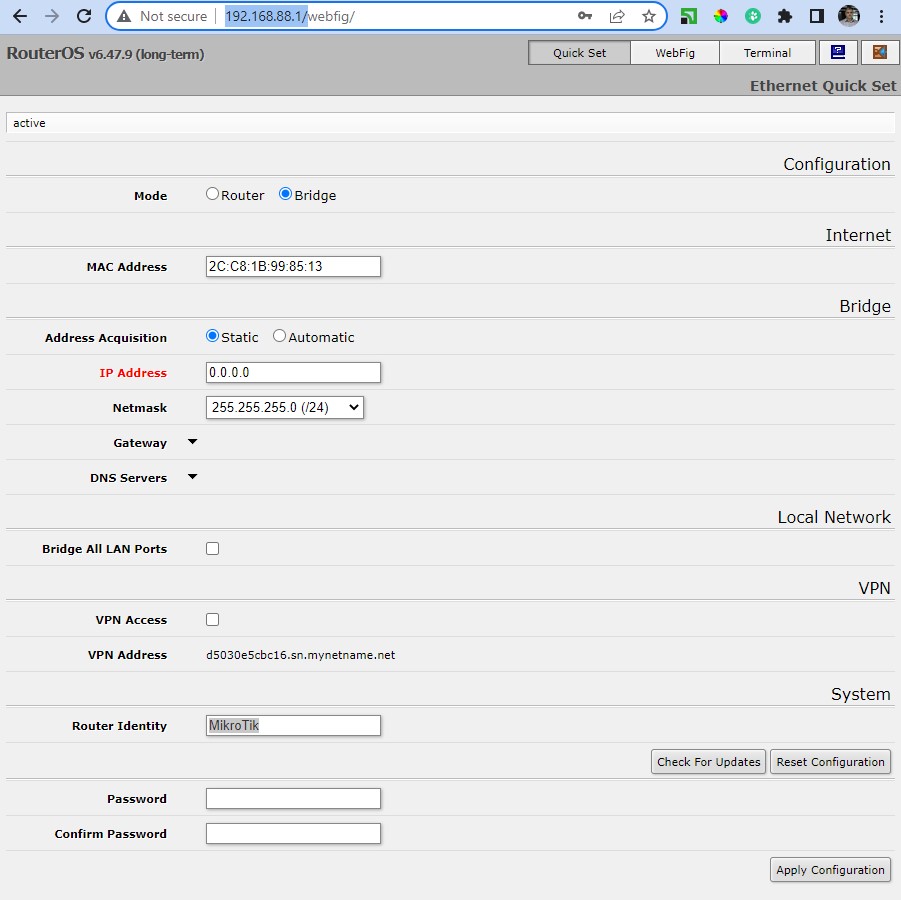 Not secure 192.168.88.1/webfig/
RouterOS v6.47.9 (long-term)
Quick Set WebFig Terminal
Ethernet Quick Set
active
Configuration
Mode Router Bridge
Internet
MAC Address 2C:C8:1B:99:85:13
Bridge
Address Acquisition Static Automatic
IP Address 0.0.0.0
Netmask 255.255.255.0 (/24)
Gateway
DNS Servers
Local Network
Bridge All LAN Ports
VPN
VPN Access
VPN Address d5030e5cbc16.sn.mynetname.net
System
Router Identity MikroTik
Check For Updates Reset Configuration
Password
Confirm Password
Apply Configuration